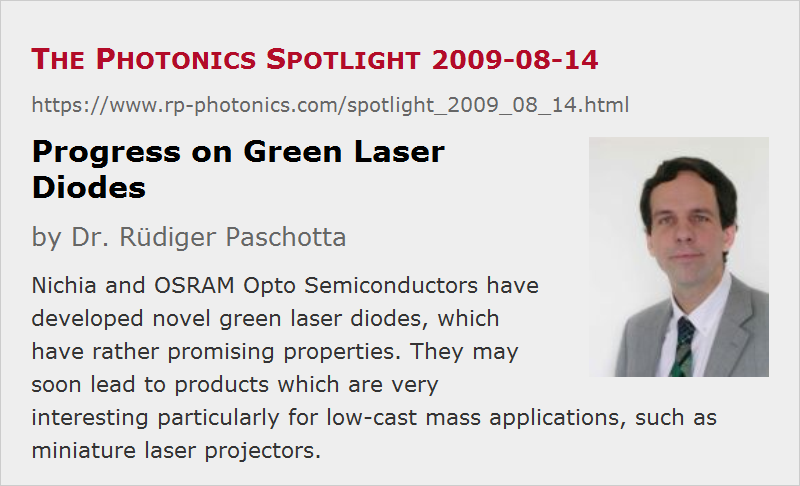 The Photonics Spotlight 2009-08-14
https://www.rp-photonics.com/spotlight_2009_08_14.html
Progress on Green Laser
Diodes
by Dr. Rüdiger Paschotta
Nichia and OSRAM Opto Semiconductors have
developed novel green laser diodes, which
have rather promising properties. They may
soon lead to products which are very
interesting particularly for low-cast mass applications, such as
miniature laser projectors.